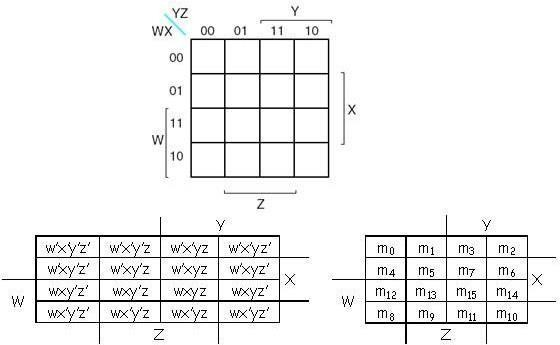 YZ
Y
WX 00 01 11 10
00
01
X
11
W
10
Z
Y
w'x'y'z' w'x'y'z w'x'yz w'x'yz'
w'xy'z' w'xy'z w'xyz w'xyz'
X
wxy'z' wxy'z wxyz wxyz'
W
wx'y'z' wx'y'z wx'yz wx'yz'
Z
Y
m0 m1 m3 m2
m4 m5 m7 m6
X
m12 m13 m15 m14
W
m8 m9 m11 m10
Z